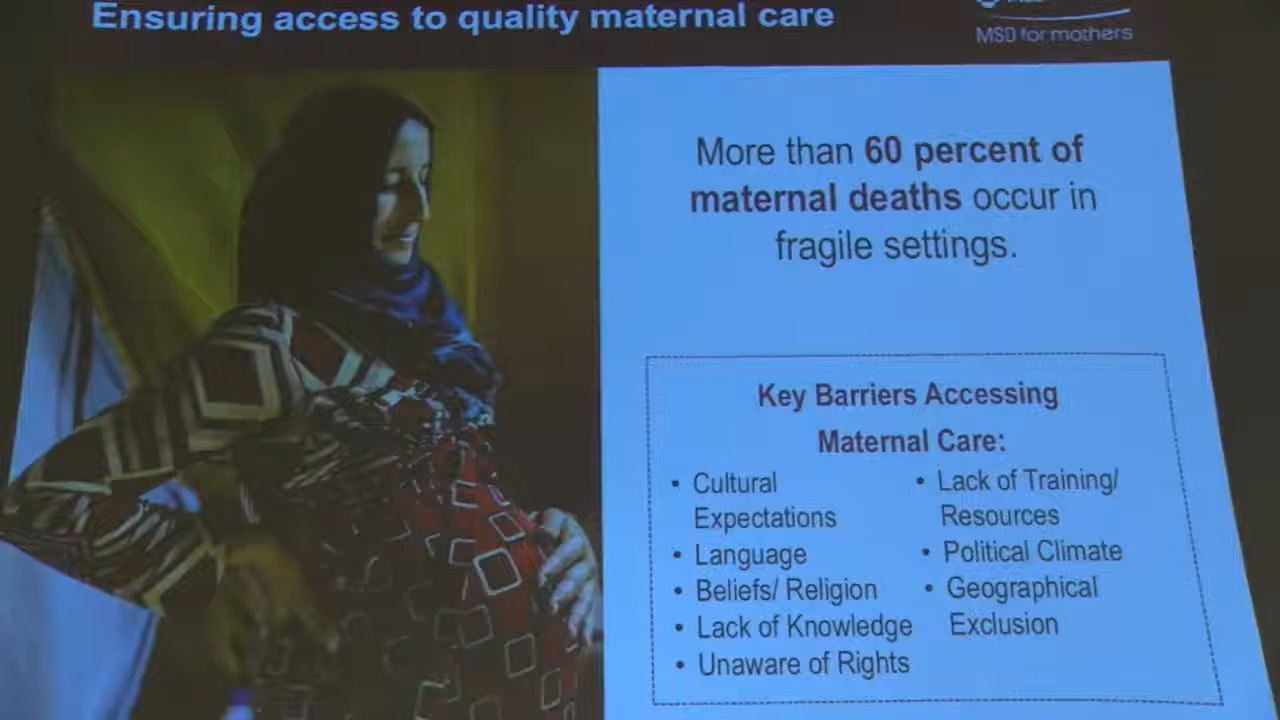 Ensuring access to quality maternal care
MSD for mothers
More than 60 percent of
maternal deaths occur in
fragile settings.
Key Barriers Accessing
Maternal Care:
• Cultural
Expectations
• Language
• Beliefs/ Religion
• Lack of Knowledge
• Unaware of Rights
• Lack of Training/
Resources
• Political Climate
• Geographical
Exclusion